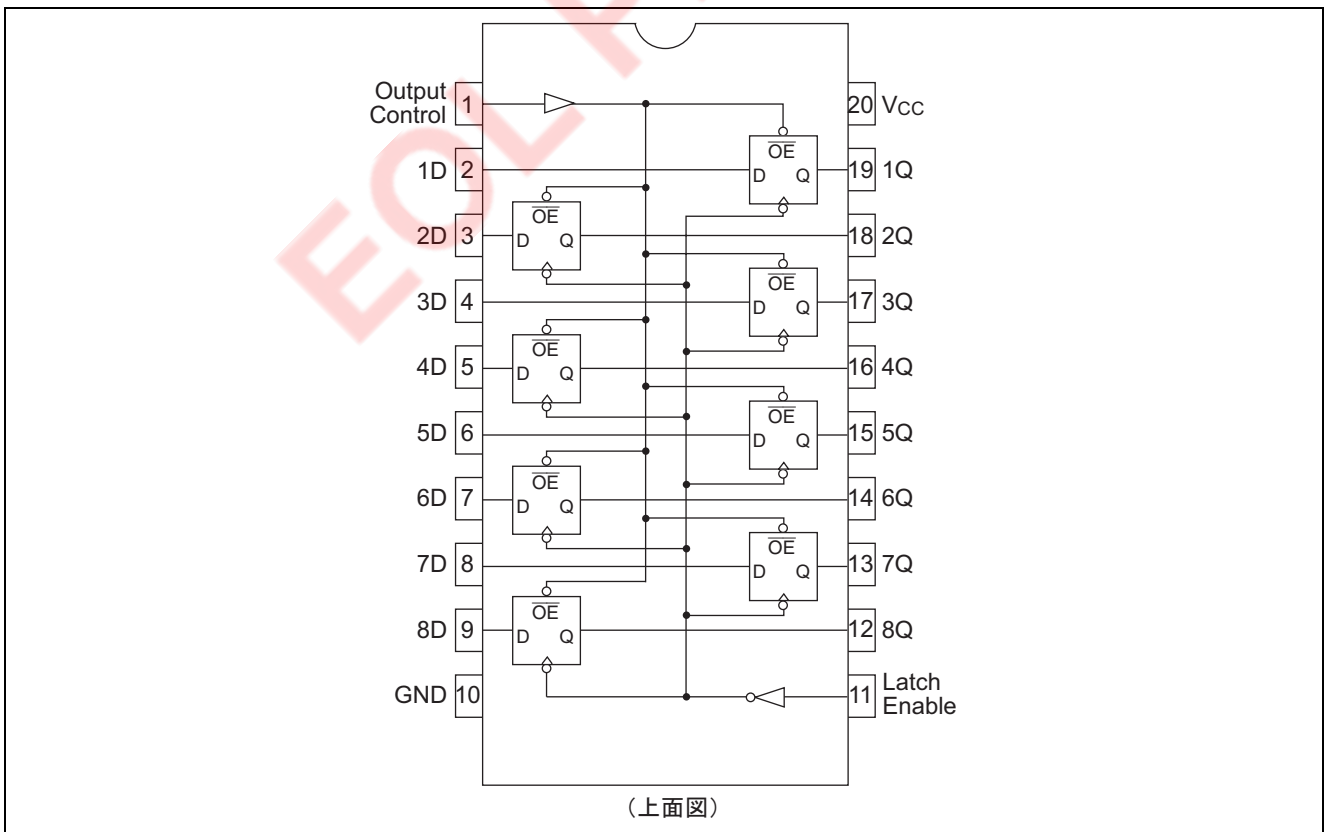 Output
Control 1
20 VCC
OE
1D 2
D Q
19 1Q
OE
2D 3
D Q
18 2Q
OE
3D 4
D Q
17 3Q
OE
4D 5
D Q
16 4Q
OE
5D 6
D Q
15 5Q
OE
6D 7
D Q
14 6Q
OE
7D 8
D Q
13 7Q
OE
8D 9
D Q
12 8Q
GND 10
11 Latch
Enable
(上面図)
EOL